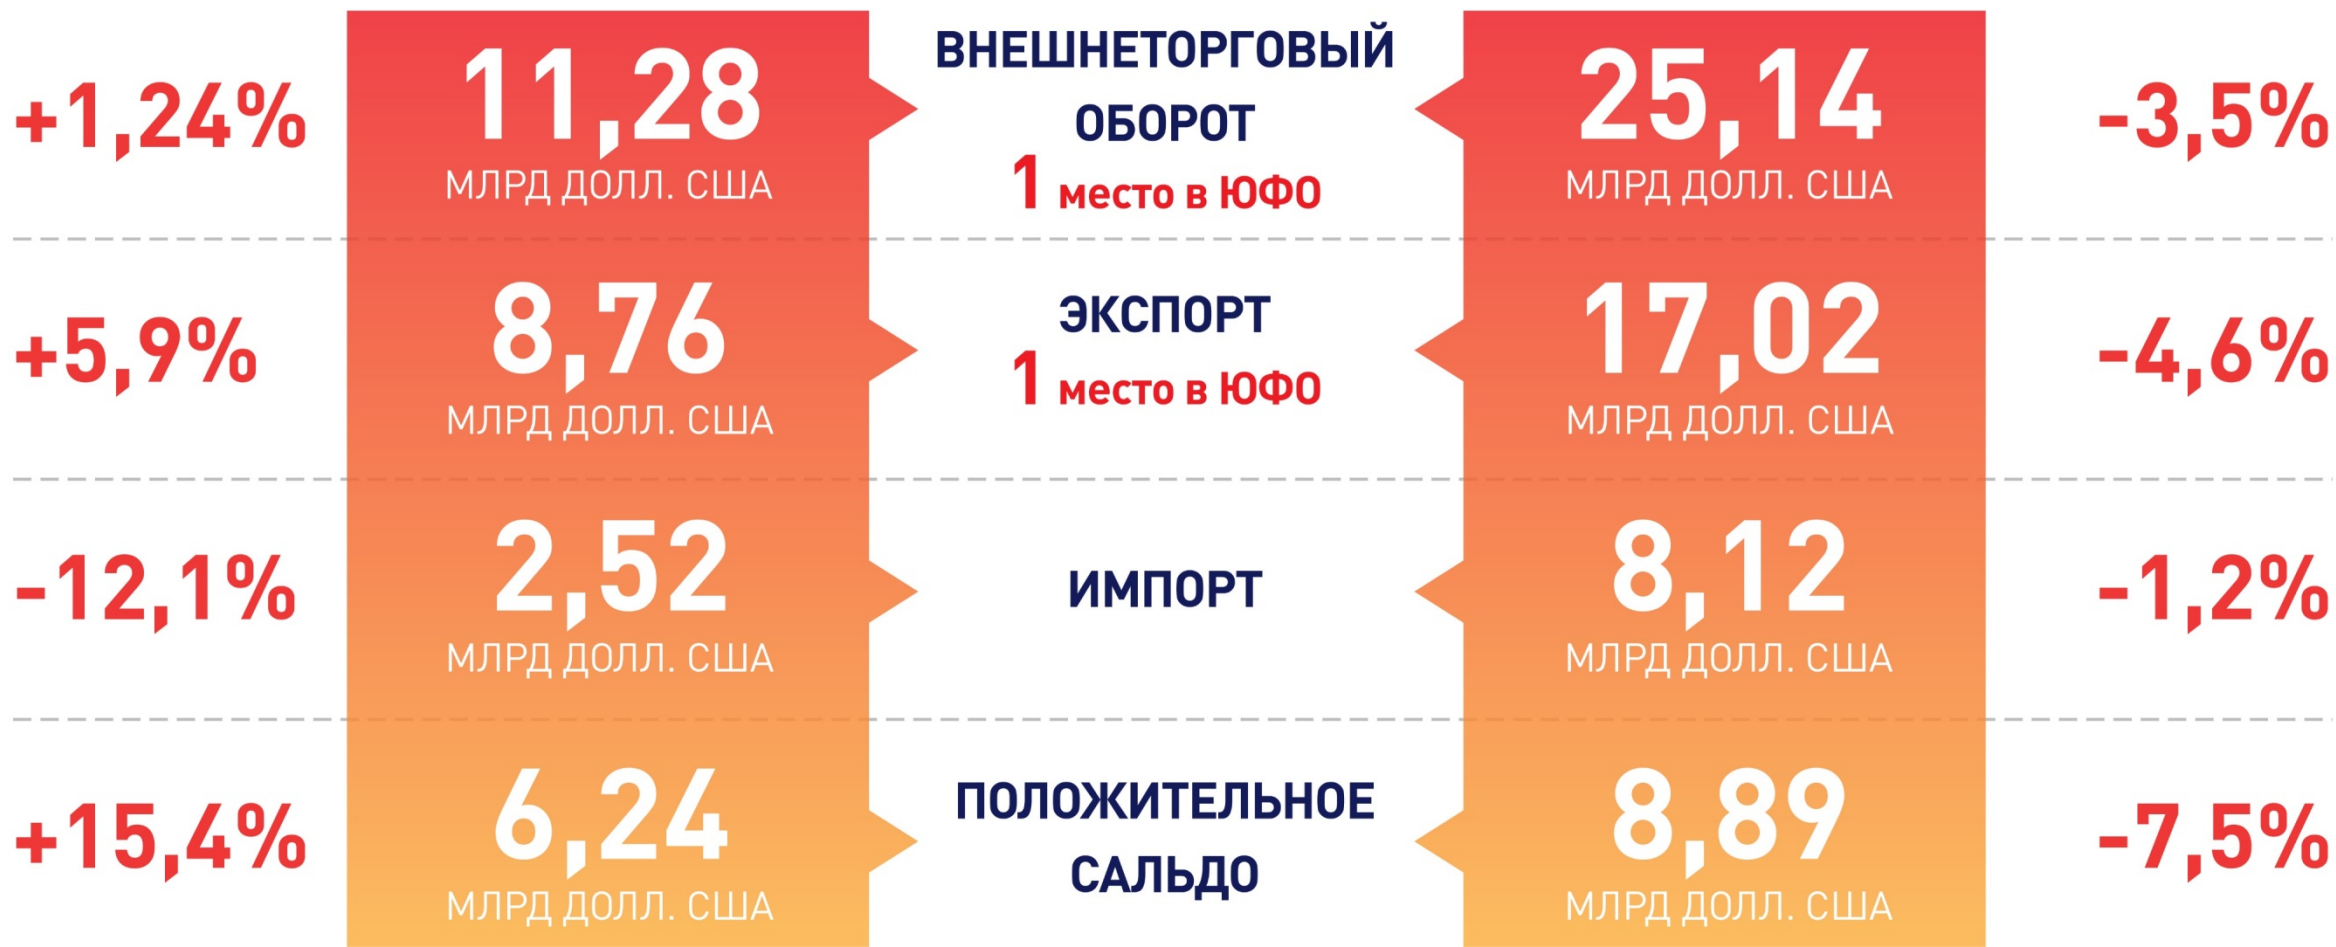 +1,24%
11,28
МЛРД ДОЛЛ. США
ВНЕШНЕТОРГОВЫЙ
ОБОРОТ
1 место в ЮФО
25,14
МЛРД ДОЛЛ. США
-3,5%
+5,9%
8,76
МЛРД ДОЛЛ. США
ЭКСПОРТ
1 место в ЮФО
17,02
МЛРД ДОЛЛ. США
-4,6%
-12,1%
2,52
МЛРД ДОЛЛ. США
ИМПОРТ
8,12
МЛРД ДОЛЛ. США
-1,2%
+15,4%
6,24
МЛРД ДОЛЛ. США
ПОЛОЖИТЕЛЬНОЕ
САЛЬДО
8,89
МЛРД ДОЛЛ. США
-7,5%